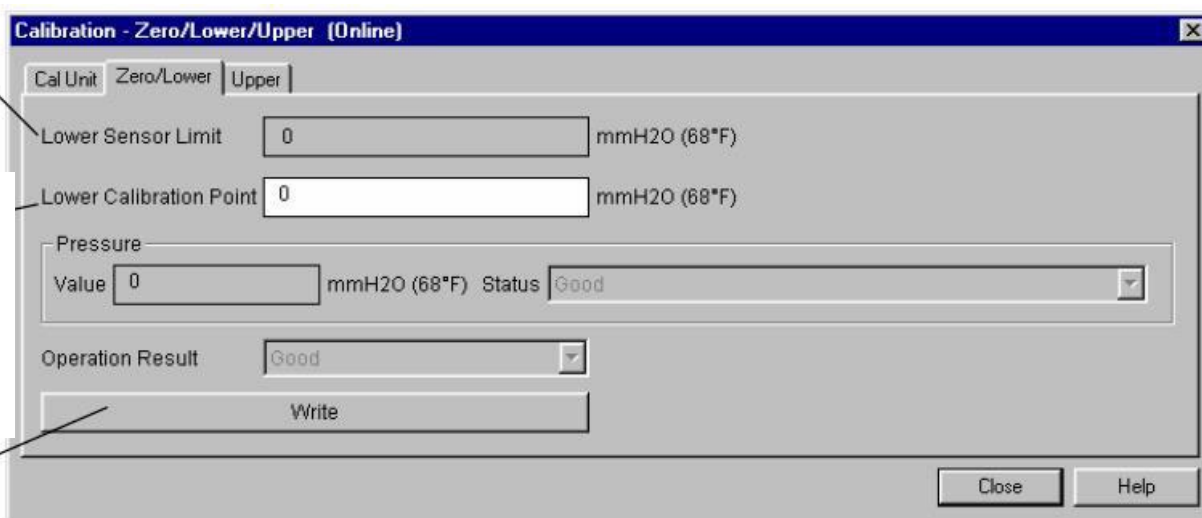 Calibration - Zero/Lower/Upper (Online)
Cal Unit Zero/Lower Upper
Lower Sensor Limit 0 mmH2O (68°F)
Lower Calibration Point 0 mmH2O (68°F)
Pressure
Value 0 mmH2O (68°F) Status Good
Operation Result Good
Write
Close Help